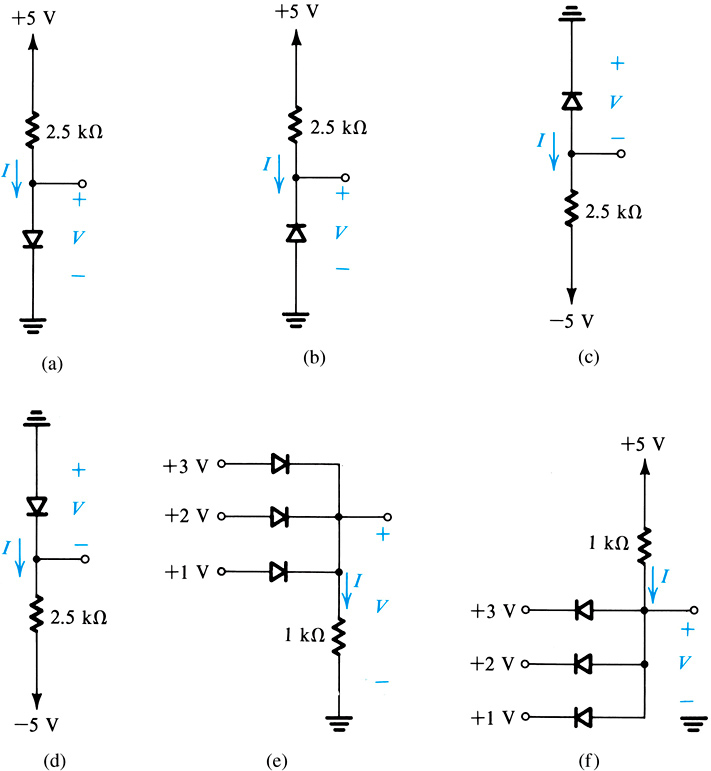 +5 V
2.5 kΩ
I
+
V
−
(a)
+5 V
2.5 kΩ
I
+
V
−
(b)
+
V
−
I
2.5 kΩ
−5 V
(c)
+
V
−
I
2.5 kΩ
−5 V
(d)
+3 V
+2 V
+
+1 V
I
V
1 kΩ
−
(e)
+5 V
1 kΩ
I
+3 V
+
+2 V
V
−
+1 V
(f)